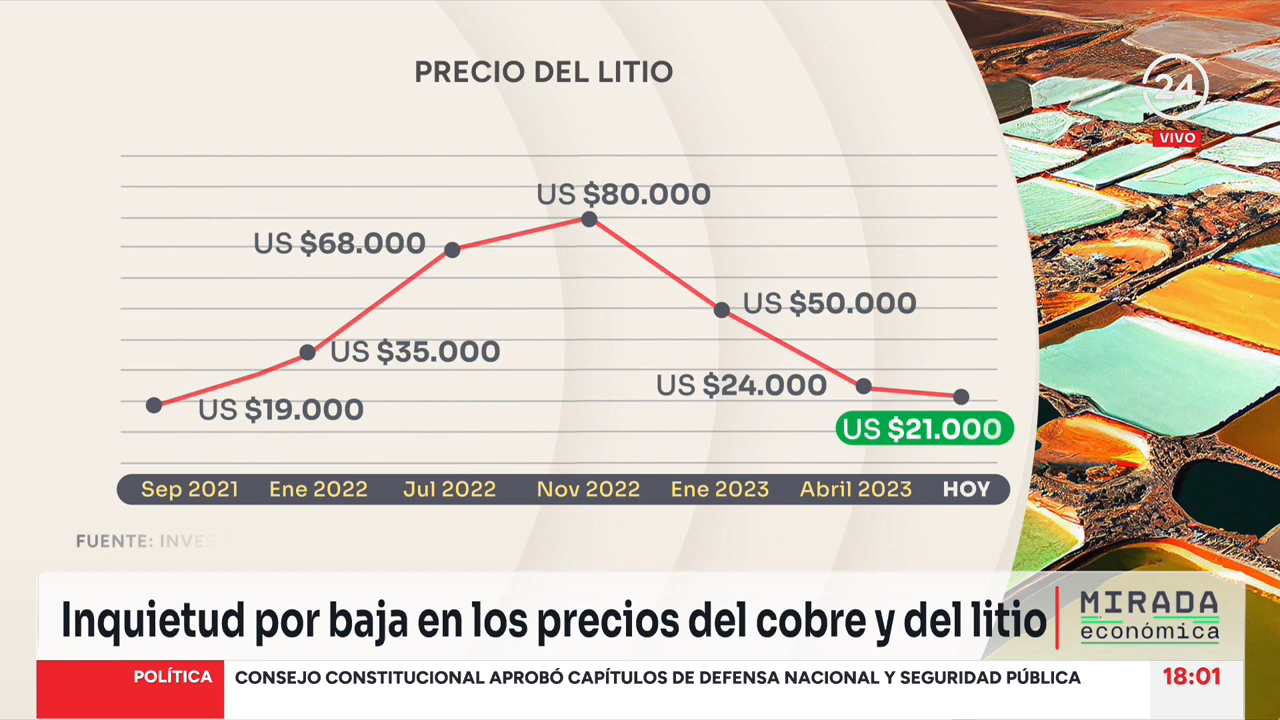 PRECIO DEL LITIO
24
VIVO
US $80.000
US $68.000
US $50.000
US $35.000
US $24.000
US $19.000
US $21.000
Sep 2021 Ene 2022 Jul 2022 Nov 2022 Ene 2023 Abril 2023 HOY
FUENTE: INVES
Inquietud por baja en los precios del cobre y del litio
MIRADA
económica
POLÍTICA CONSEJO CONSTITUCIONAL APROBÓ CAPÍTULOS DE DEFENSA NACIONAL Y SEGURIDAD PÚBLICA 18:01